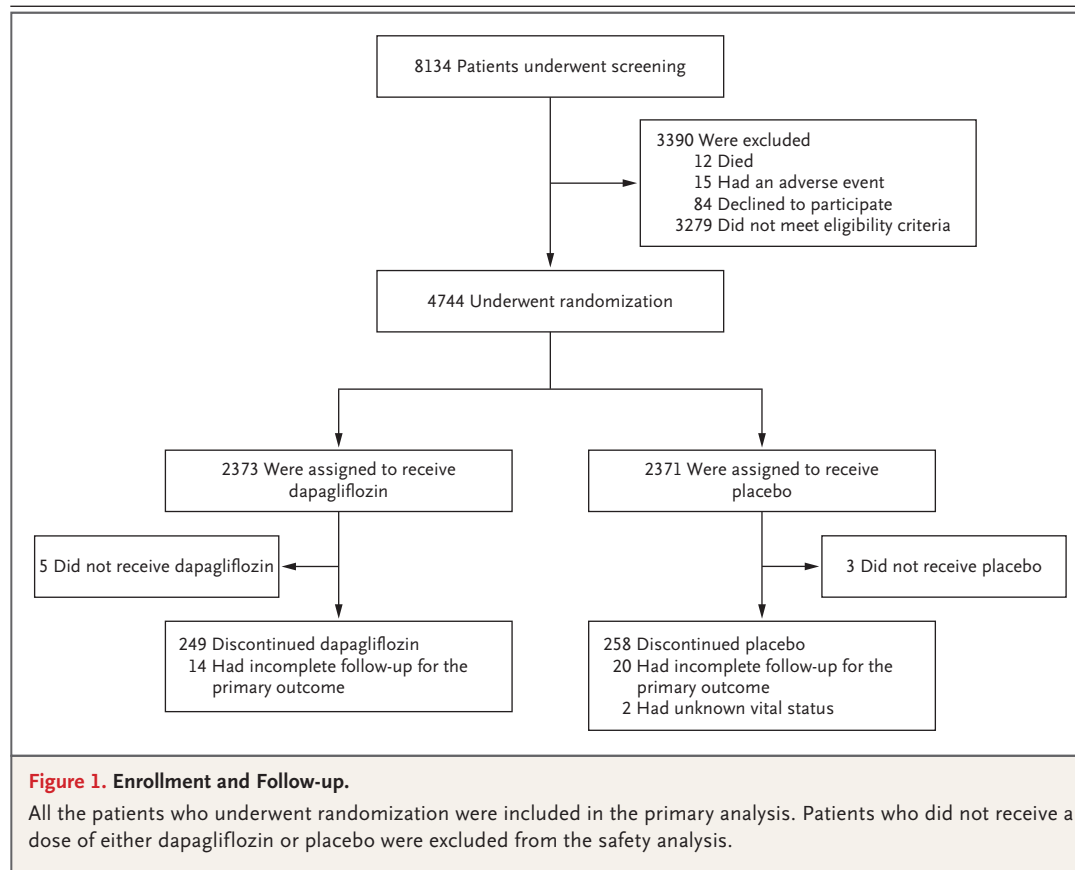 8134 Patients underwent screening
3390 Were excluded
12 Died
15 Had an adverse event
84 Declined to participate
3279 Did not meet eligibility criteria
4744 Underwent randomization
2373 Were assigned to receive
dapagliflozin
2371 Were assigned to receive
placebo
5 Did not receive dapagliflozin
3 Did not receive placebo
249 Discontinued dapagliflozin
14 Had incomplete follow-up for the
primary outcome
258 Discontinued placebo
20 Had incomplete follow-up for the
primary outcome
2 Had unknown vital status
Figure 1. Enrollment and Follow-up.
All the patients who underwent randomization were included in the primary analysis. Patients who did not receive a
dose of either dapagliflozin or placebo were excluded from the safety analysis.